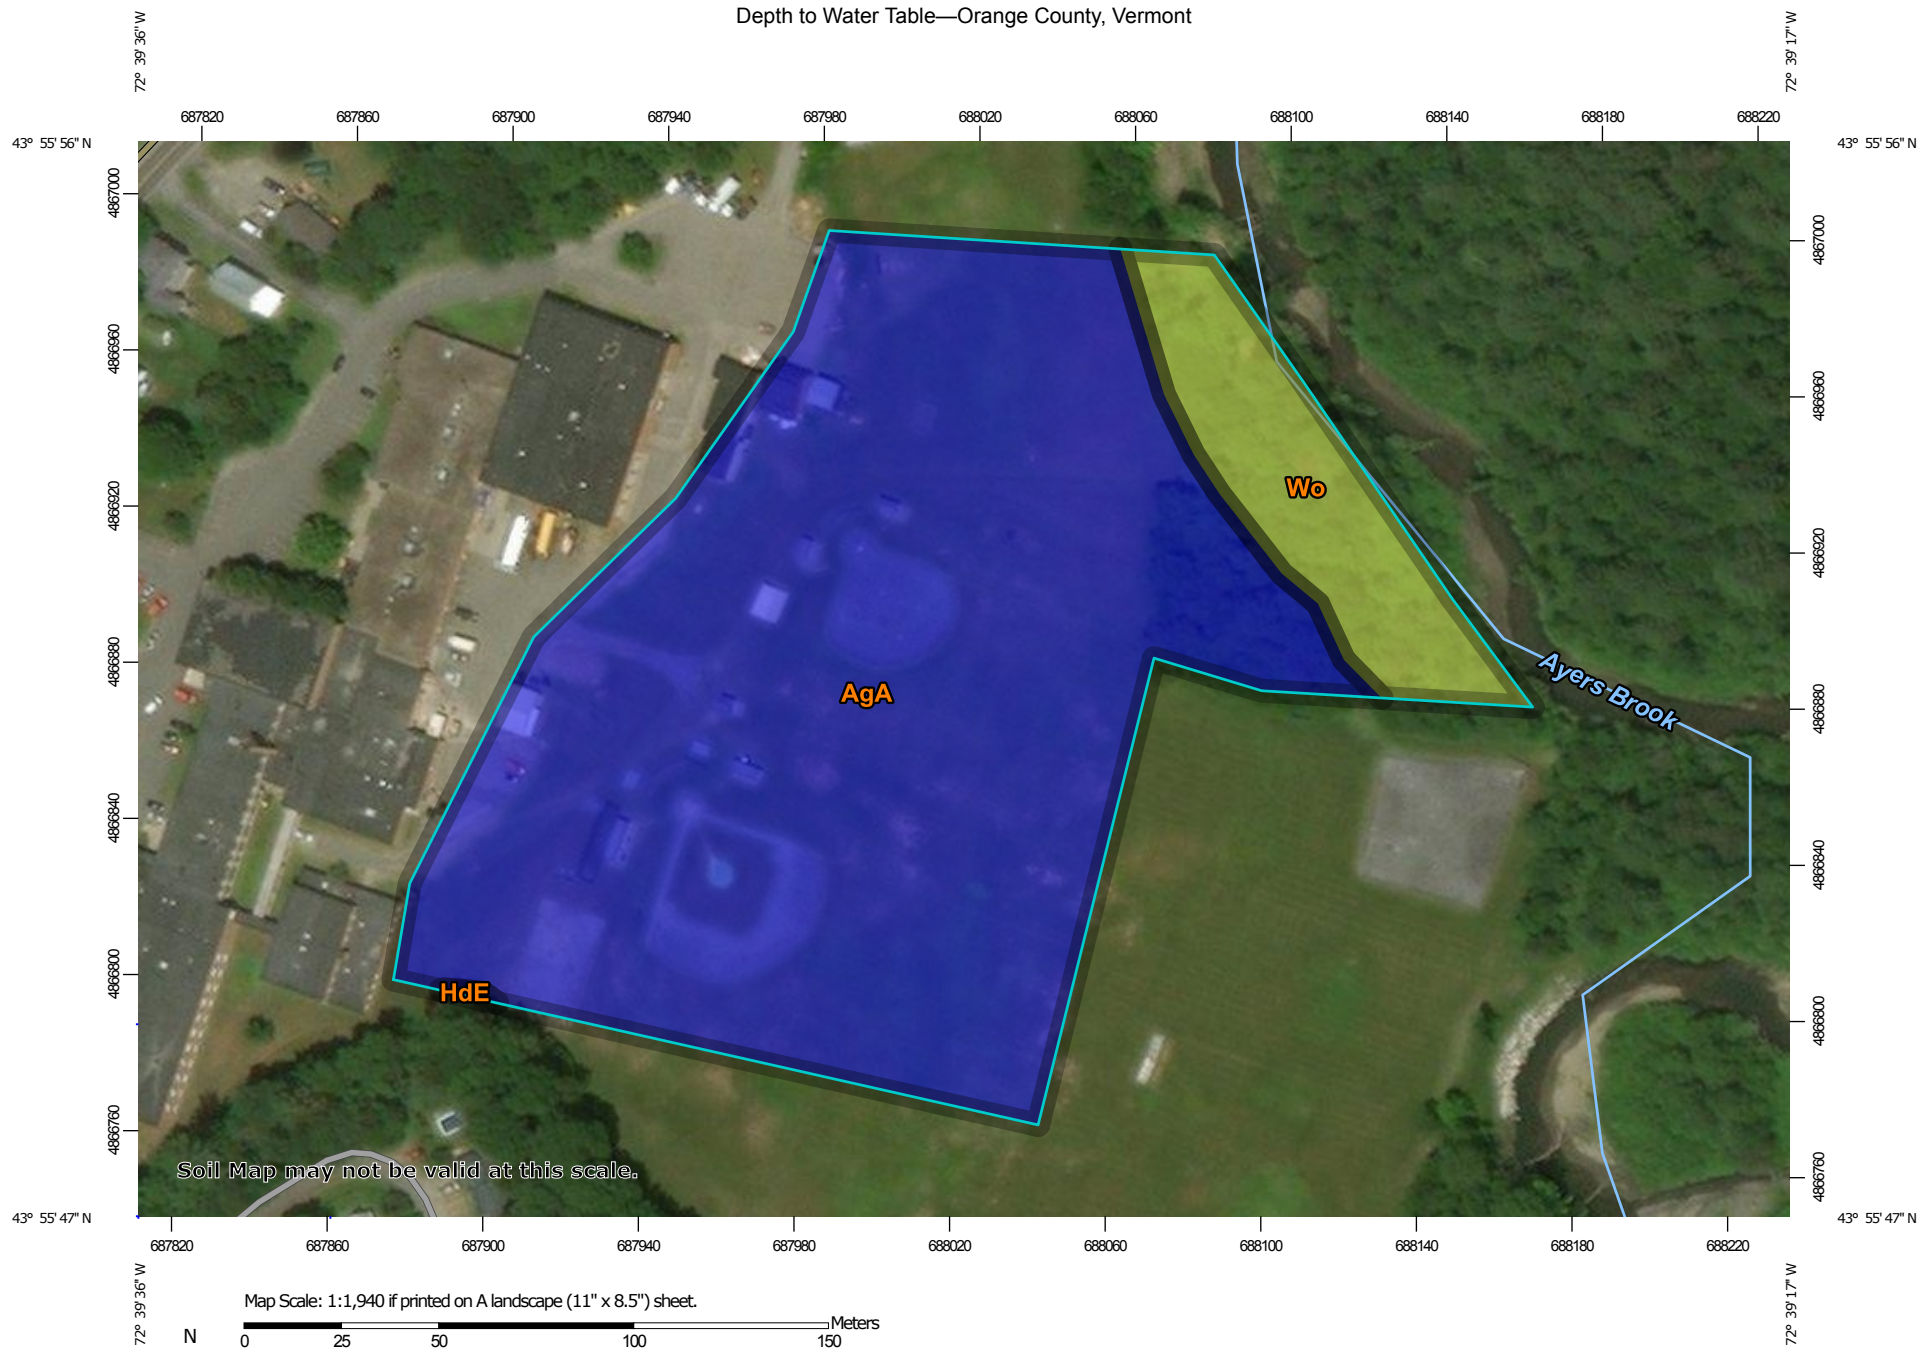 Depth to Water Table—Orange County, Vermont
72° 39' 36'' W
72° 39' 17'' W
687820 687860 687900 687940 687980 688020 688060 688100 688140 688180 688220
43° 55' 56'' N
43° 55' 56'' N
4867000
4866960
4866920
4866880
4866840
4866800
4866760
4867000
4866960
4866920
4866880
4866840
4866800
4866760
Wo
Ayers Brook
AgA
HdE
Soil Map may not be valid at this scale.
43° 55' 47'' N
43° 55' 47'' N
687820 687860 687900 687940 687980 688020 688060 688100 688140 688180 688220
72° 39' 36'' W
72° 39' 17'' W
Map Scale: 1:1,940 if printed on A landscape (11" x 8.5") sheet.
Meters
N
0 25 50 100 150